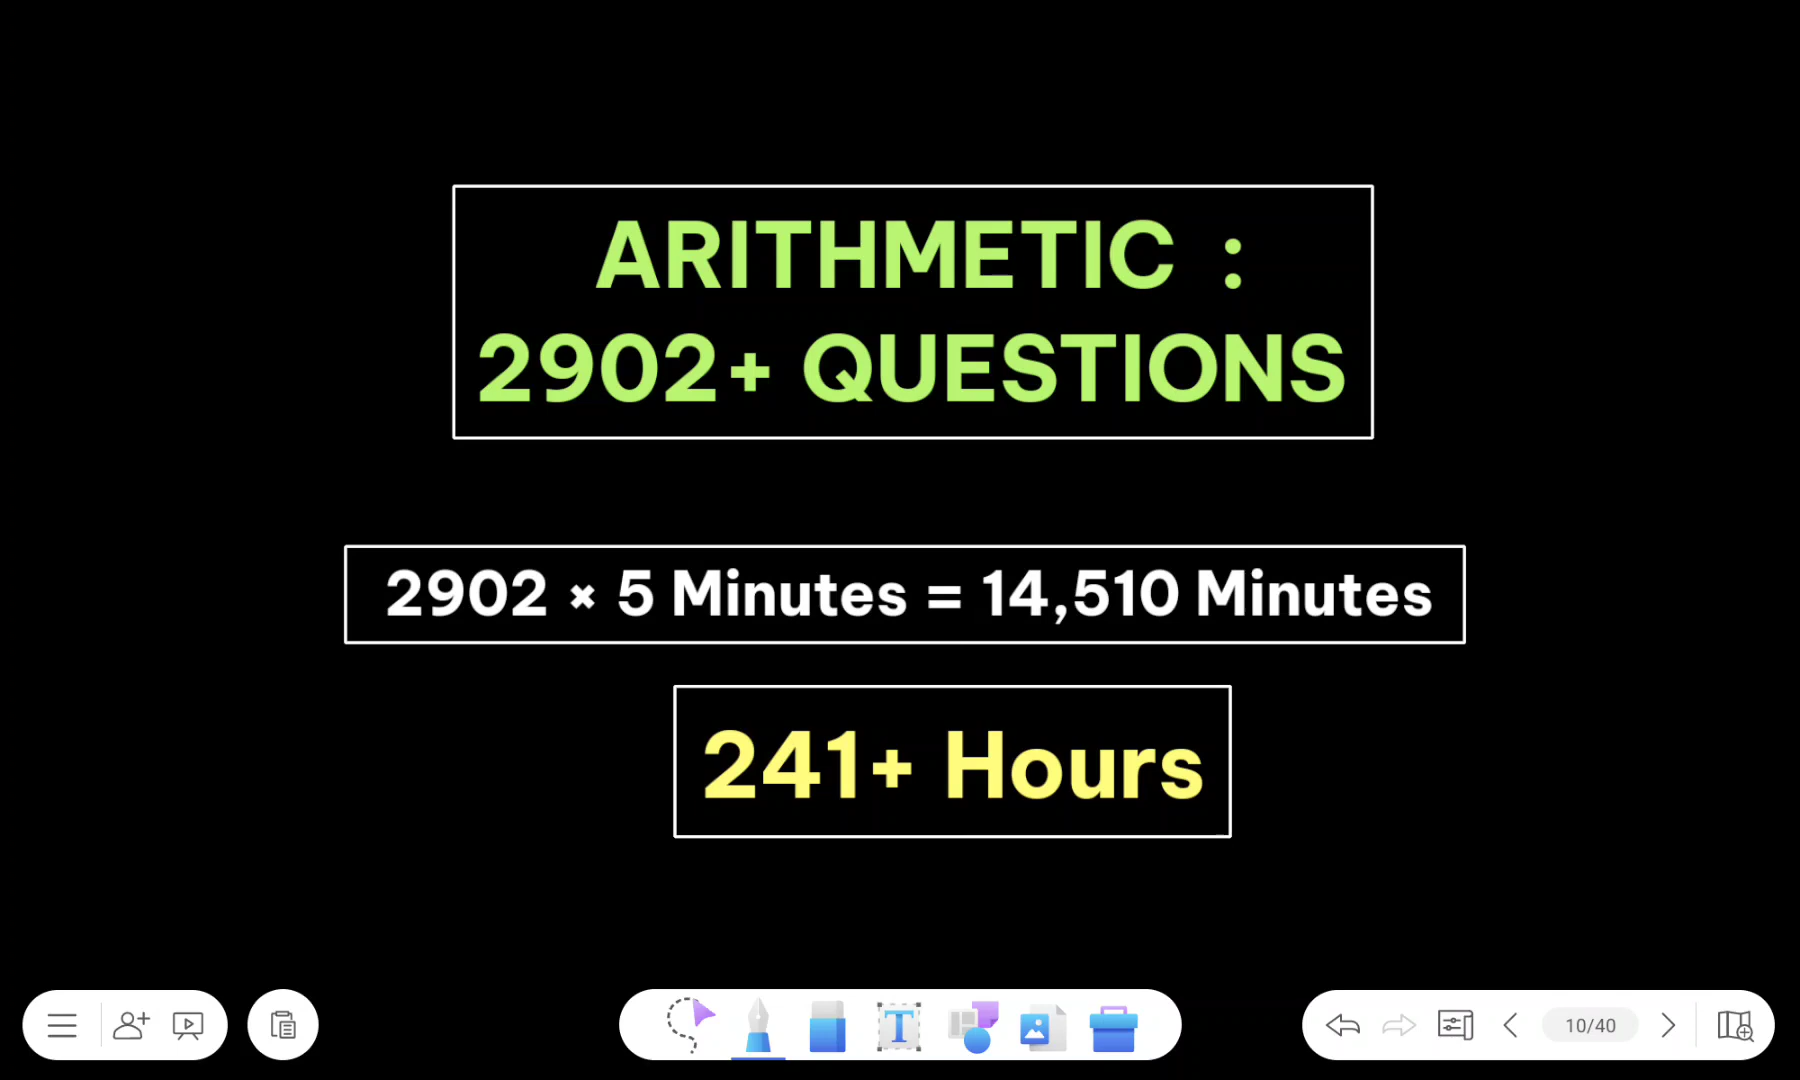 ARITHMETIC :
2902+ QUESTIONS
2902 × 5 Minutes = 14,510 Minutes
241+ Hours
T
10/40